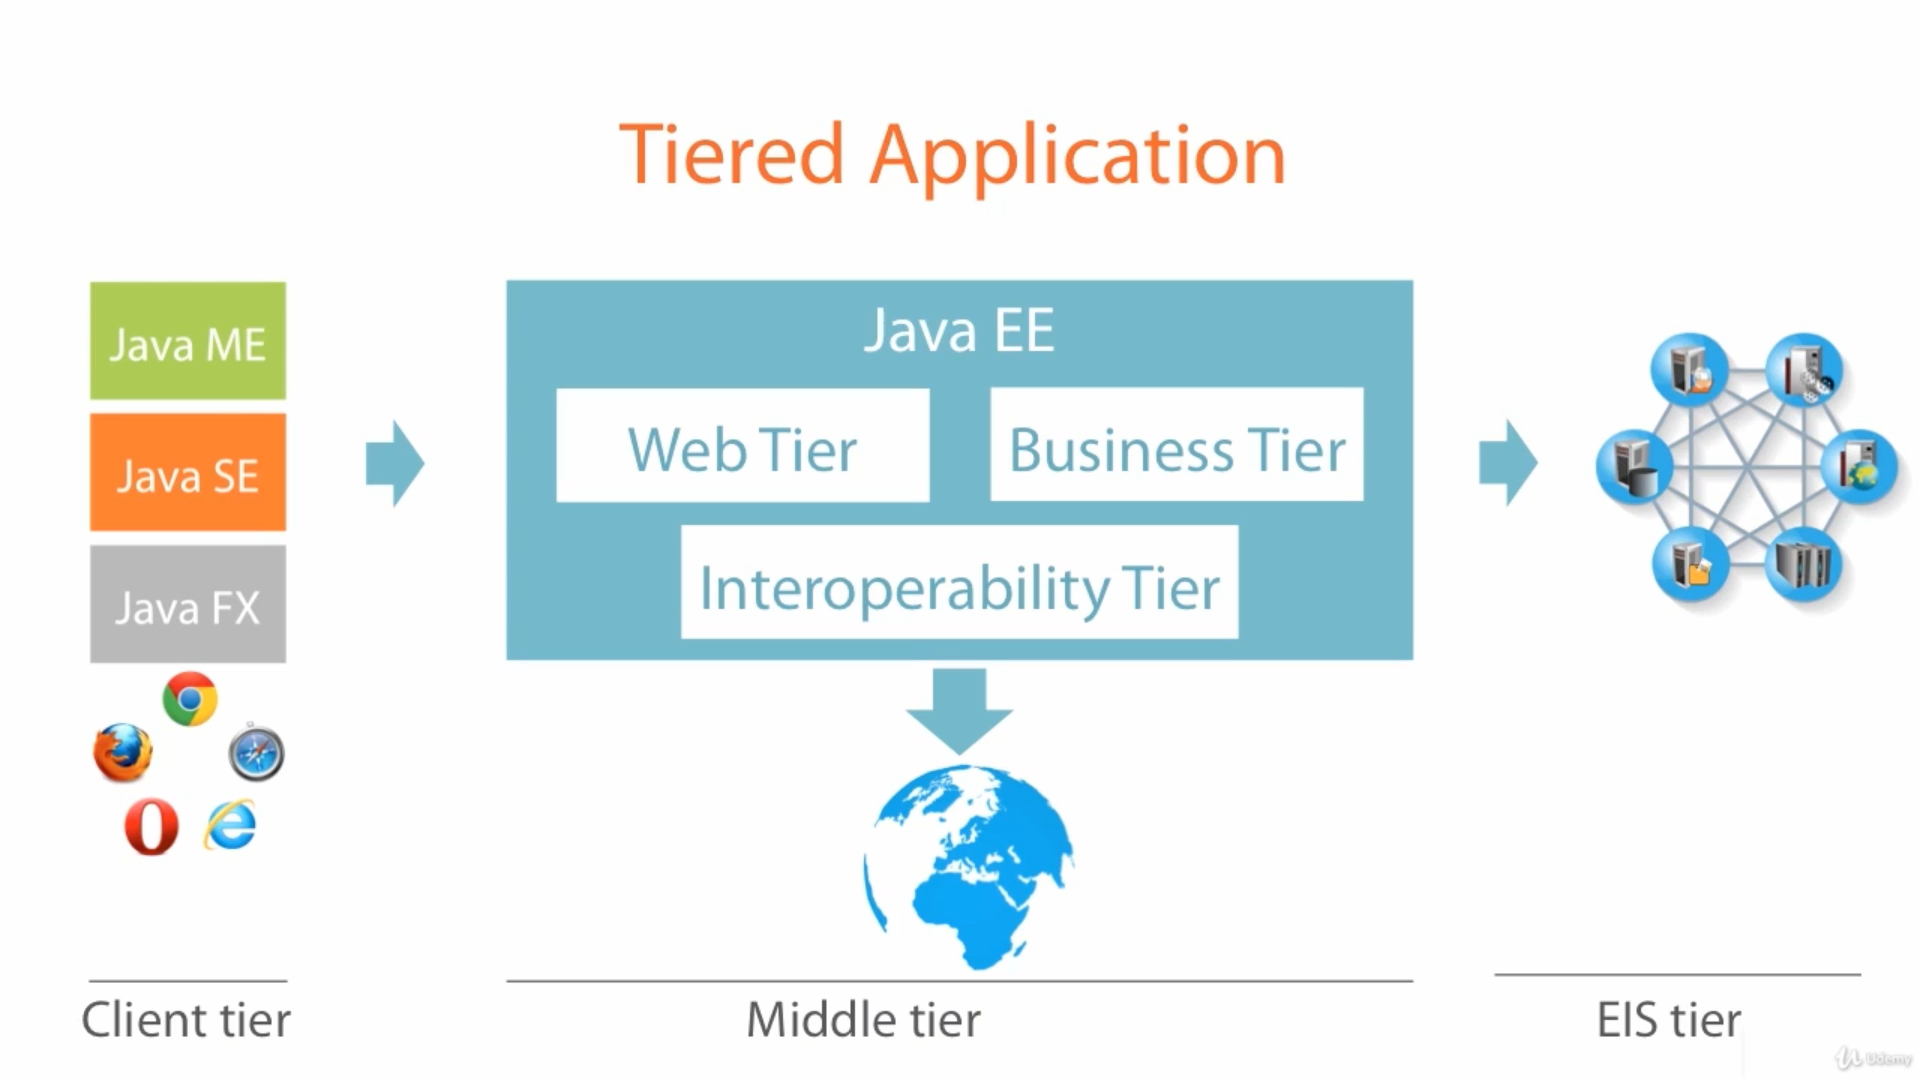 Tiered Application
Java ME
Java SE
Java FX
Java EE
Web Tier
Business Tier
Interoperability Tier
Client tier
Middle tier
EIS tier
Udemy